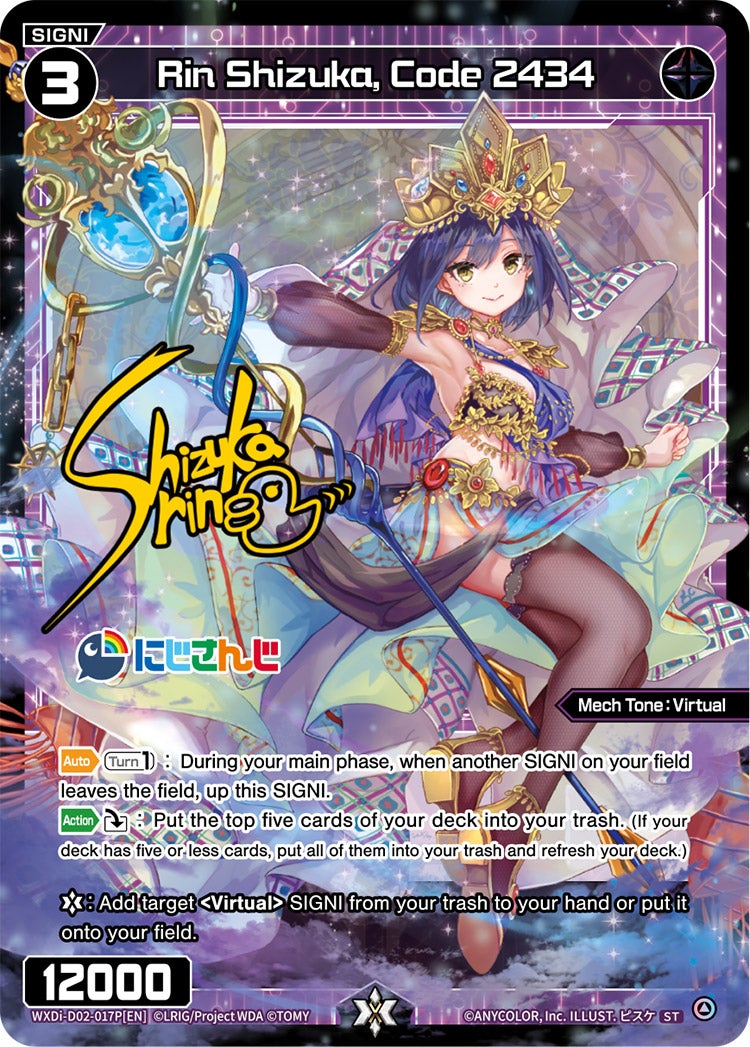 SIGNI
3
Rin Shizuka, Code 2434
Shizuka
rin
にじさんじ
Mech Tone：Virtual
Auto Turn 1 ： During your main phase, when another SIGNI on your field
leaves the field, up this SIGNI.
Action ： Put the top five cards of your deck into your trash. (If your
deck has five or less cards, put all of them into your trash and refresh your deck.)
：Add target <Virtual> SIGNI from your trash to your hand or put it
onto your field.
12000
WXDi-D02-017P[EN] ©LRIG/Project WDA ©TOMY ©ANYCOLOR, Inc. ILLUST. ビスケ ST